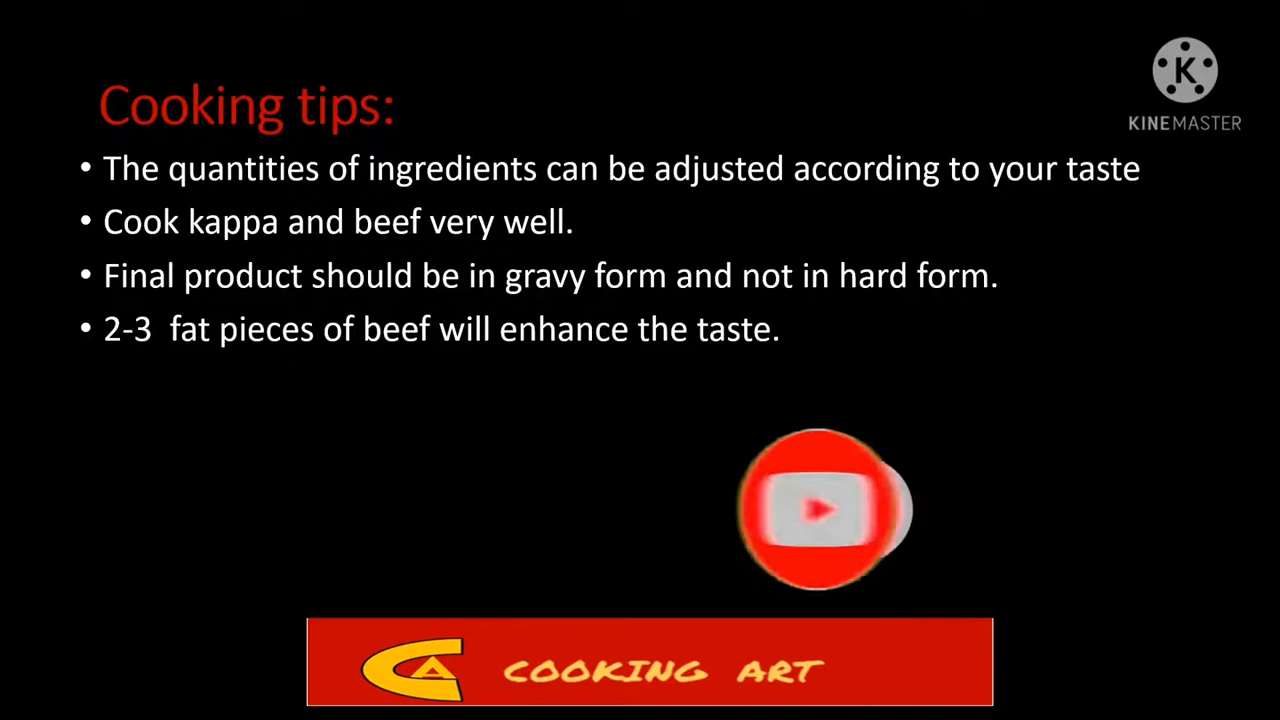 KINEMASTER
Cooking tips:
• The quantities of ingredients can be adjusted according to your taste
• Cook kappa and beef very well.
• Final product should be in gravy form and not in hard form.
• 2-3  fat pieces of beef will enhance the taste.
CA COOKING ART